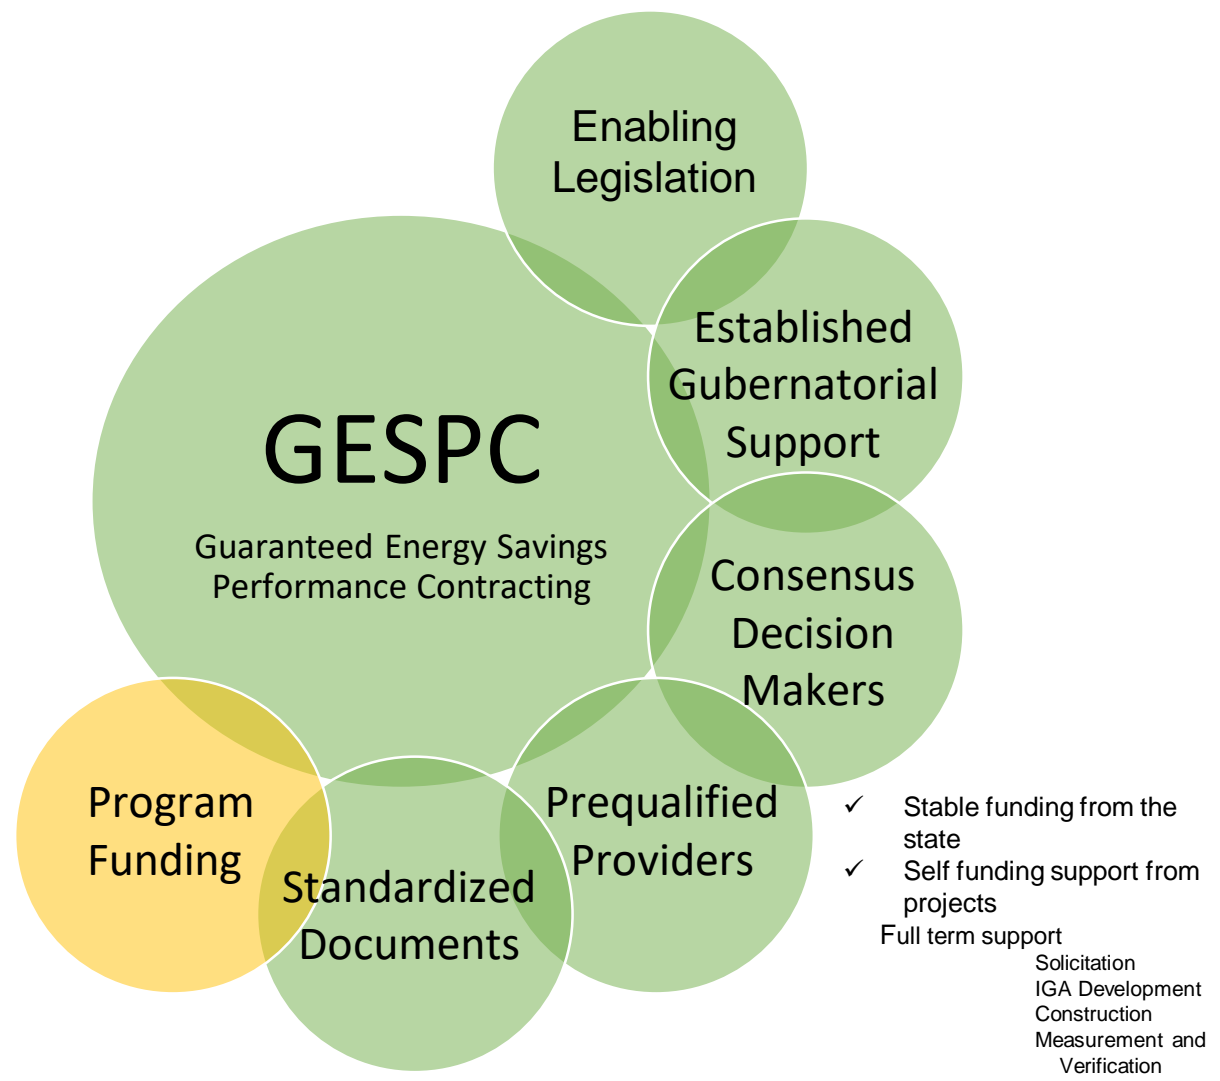 Enabling
Legislation
Established
Gubernatorial
Support
GESPC
Guaranteed Energy Savings
Performance Contracting
Consensus
Decision
Makers
Program
Funding
Standardized
Documents
Prequalified
Providers
✓ Stable funding from the
state
✓ Self funding support from
projects
Full term support
Solicitation
IGA Development
Construction
Measurement and
Verification